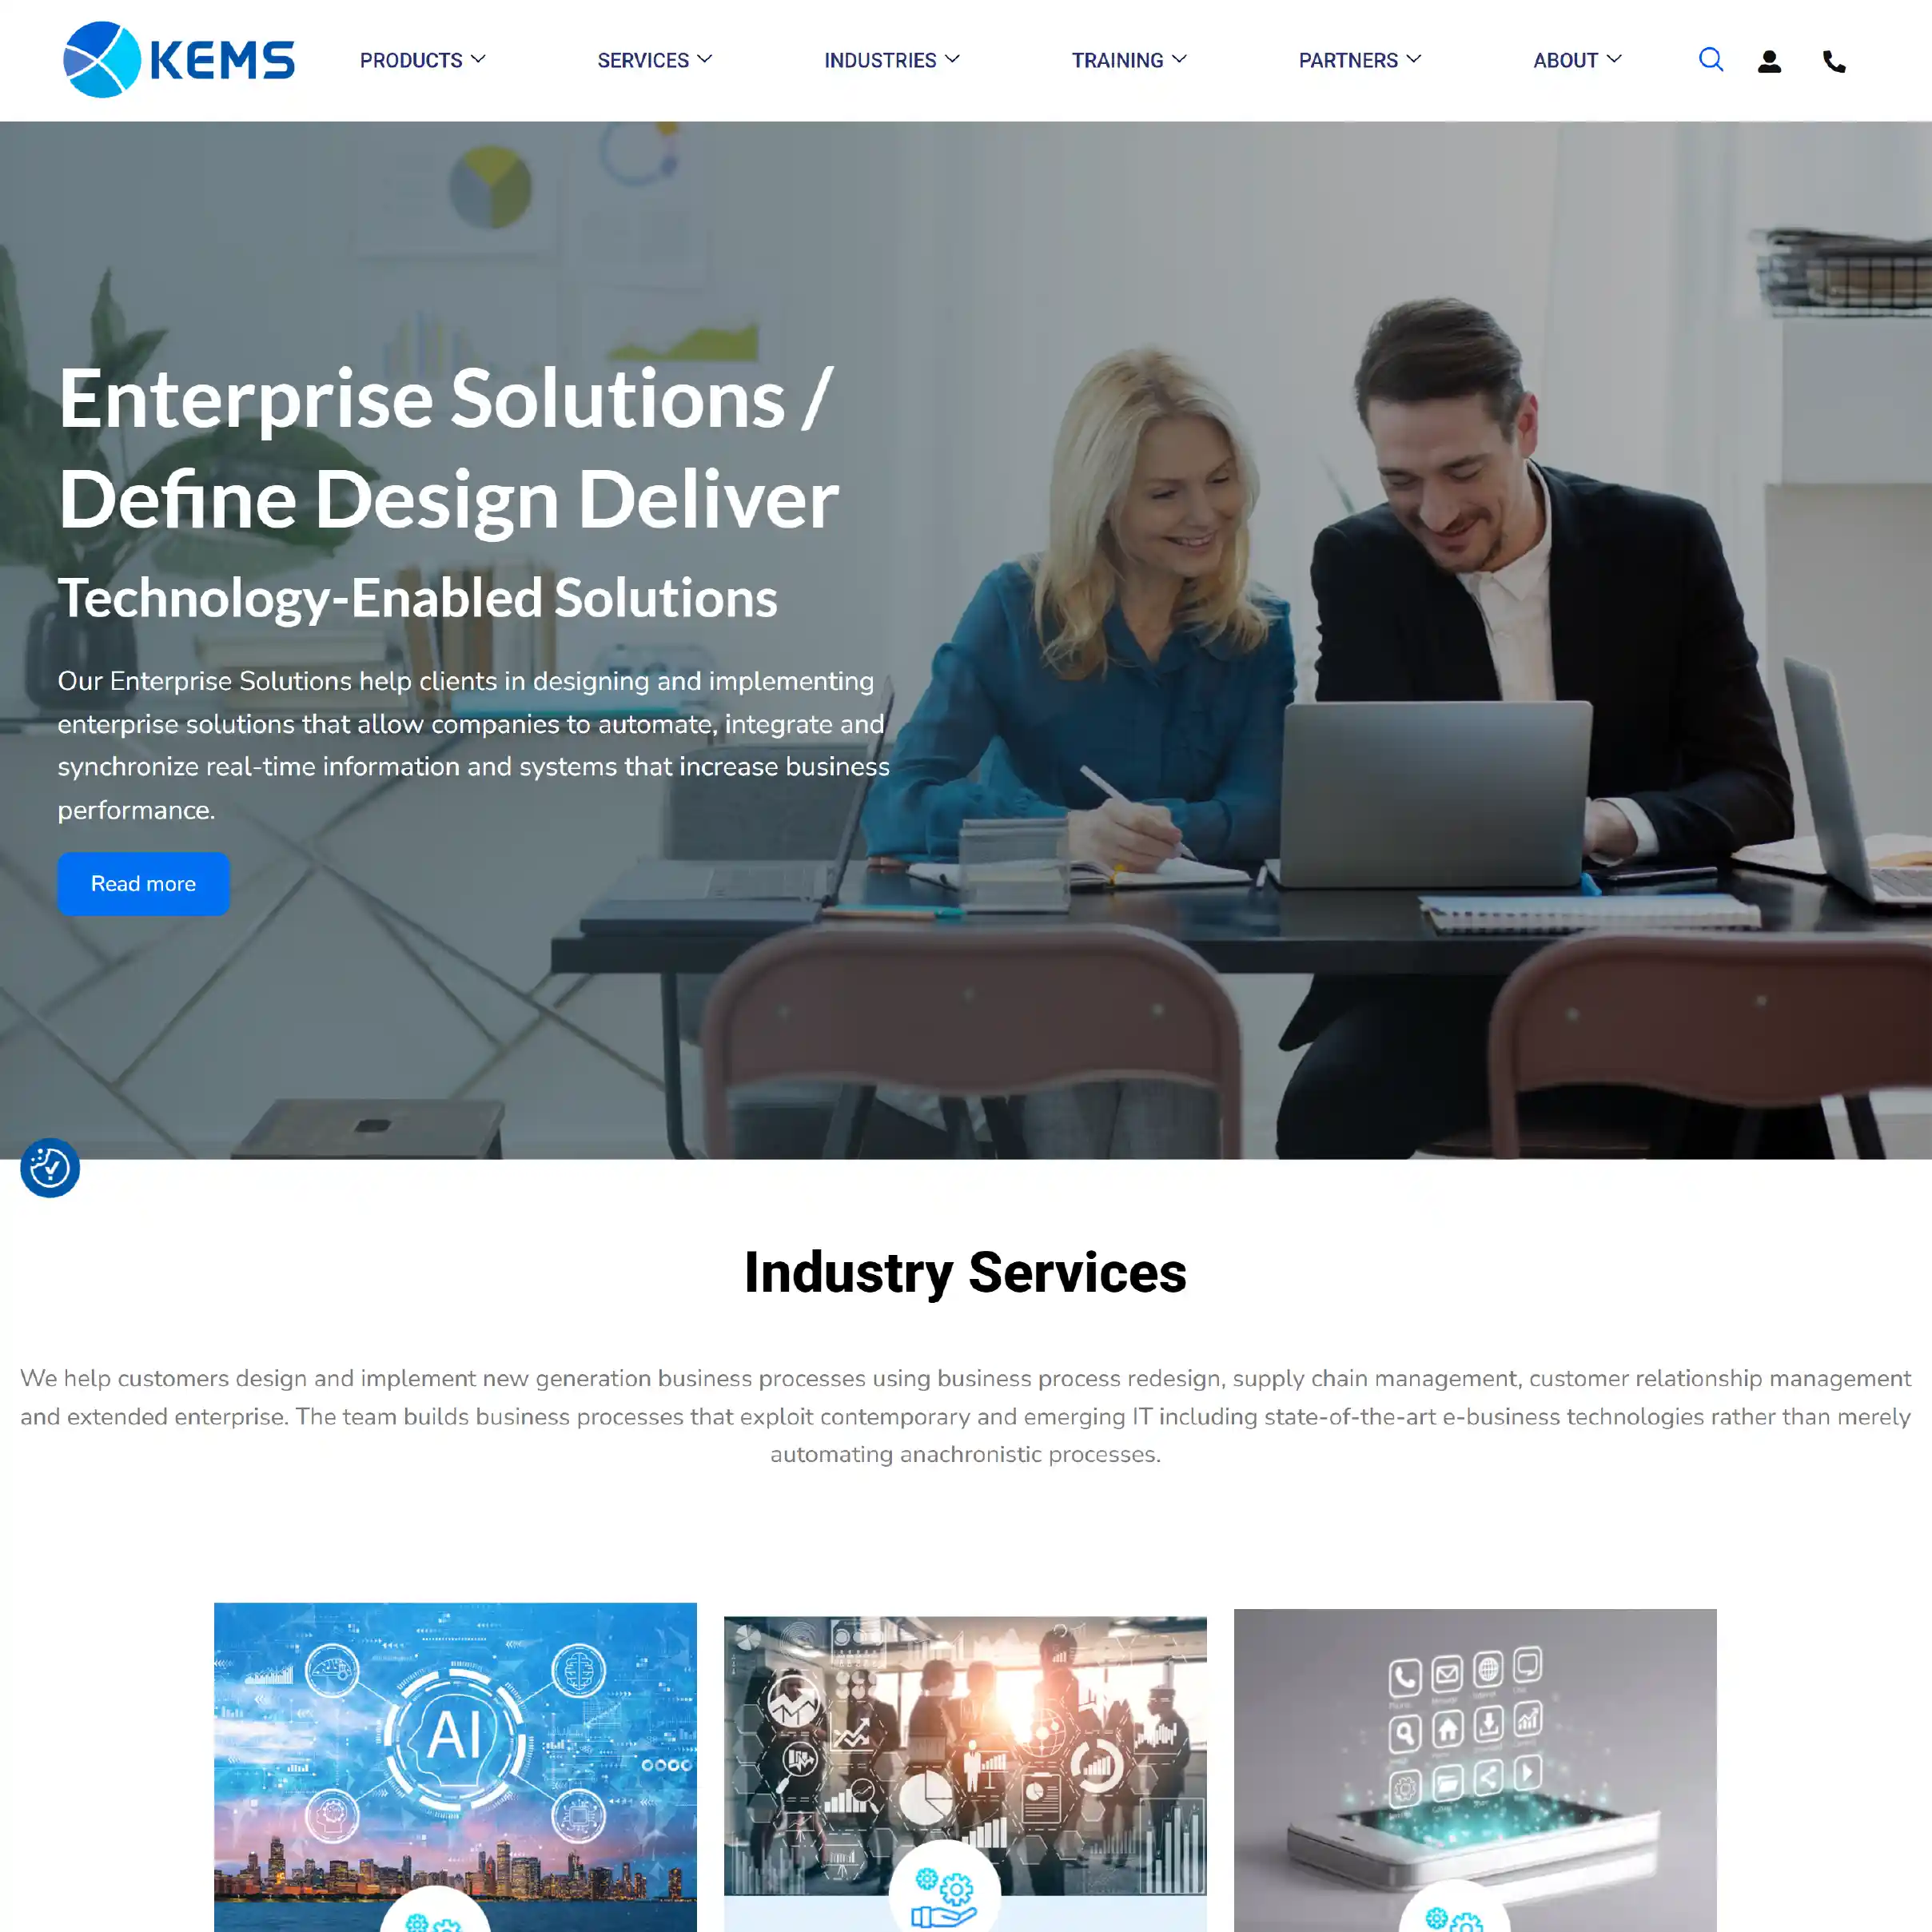 KEMS
PRODUCTS
SERVICES
INDUSTRIES
TRAINING
PARTNERS
ABOUT
Enterprise Solutions /
Define Design Deliver
Technology-Enabled Solutions
Our Enterprise Solutions help clients in designing and implementing
enterprise solutions that allow companies to automate, integrate and
synchronize real-time information and systems that increase business
performance.
Read more
Industry Services
We help customers design and implement new generation business processes using business process redesign, supply chain management, customer relationship management
and extended enterprise. The team builds business processes that exploit contemporary and emerging IT including state-of-the-art e-business technologies rather than merely
automating anachronistic processes.
AI